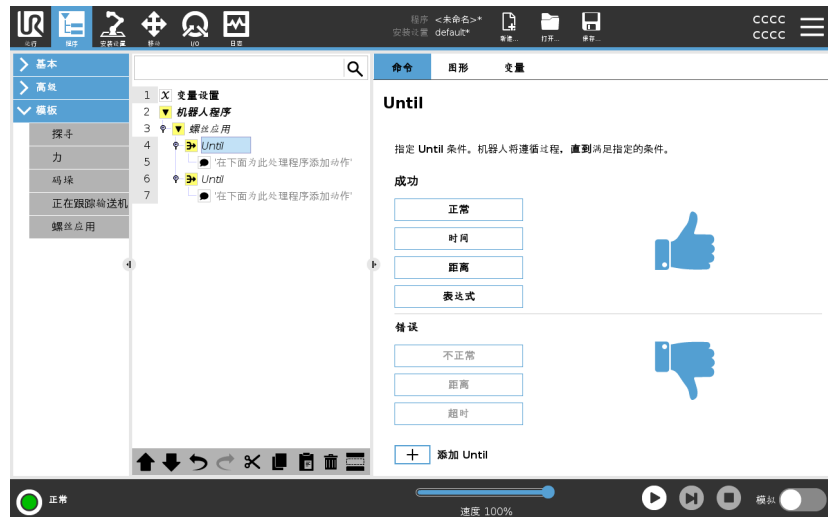 UR
运行
程序
安装设置
移动
I/O
日志
程序 <未命名>*
安装设置 default*
新建...
打开...
保存...
cccc
cccc
基本
高级
模板
探寻
力
码垛
正在跟踪输送机
螺丝应用
1 X 变量设置
2 机器人程序
3 螺丝应用
4 Until
5 '在下面为此处理程序添加动作'
6 Until
7 '在下面为此处理程序添加动作'
命令 图形 变量
Until
指定 Until 条件。机器人将遵循过程，直到满足指定的条件。
成功
正常
时间
距离
表达式
错误
不正常
距离
超时
添加 Until
正常
速度 100%
模拟